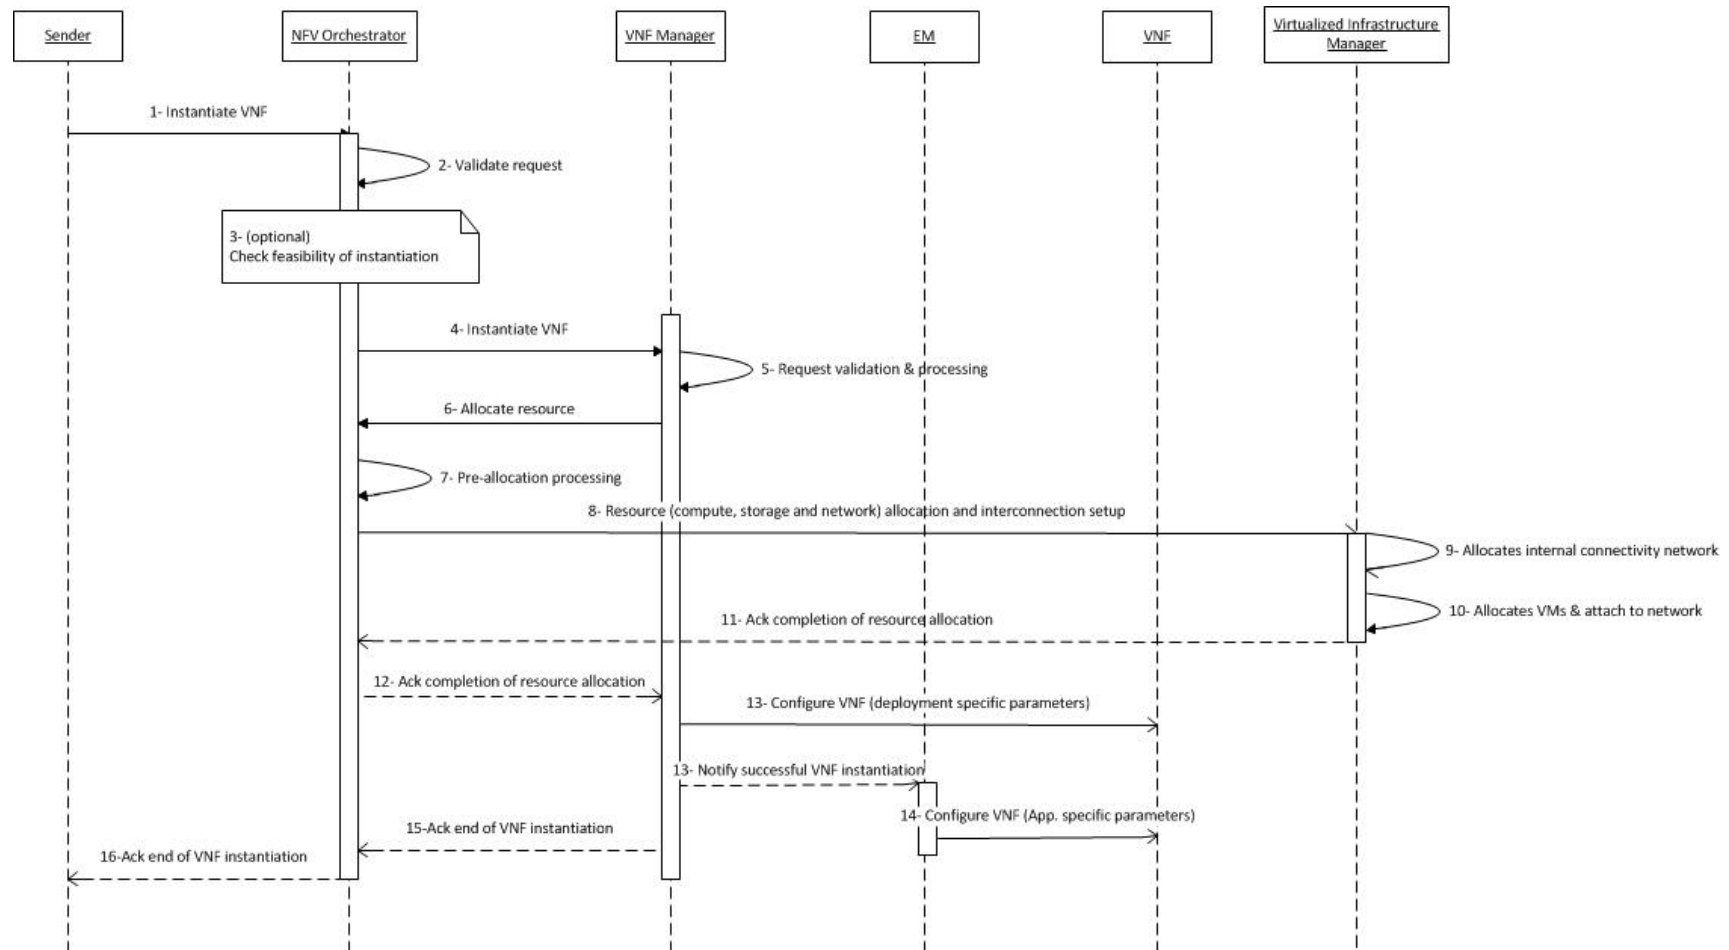 Sender
NFV Orchestrator
VNF Manager
EM
VNF
Virtualized Infrastructure
Manager
1- Instantiate VNF
2- Validate request
3- (optional)
Check feasibility of instantiation
4- Instantiate VNF
5- Request validation & processing
6- Allocate resource
7- Pre-allocation processing
8- Resource (compute, storage and network) allocation and interconnection setup
9- Allocates internal connectivity network
10- Allocates VMs & attach to network
11- Ack completion of resource allocation
12- Ack completion of resource allocation
13- Configure VNF (deployment specific parameters)
13- Notify successful VNF instantiation
14- Configure VNF (App. specific parameters)
15-Ack end of VNF instantiation
16-Ack end of VNF instantiation